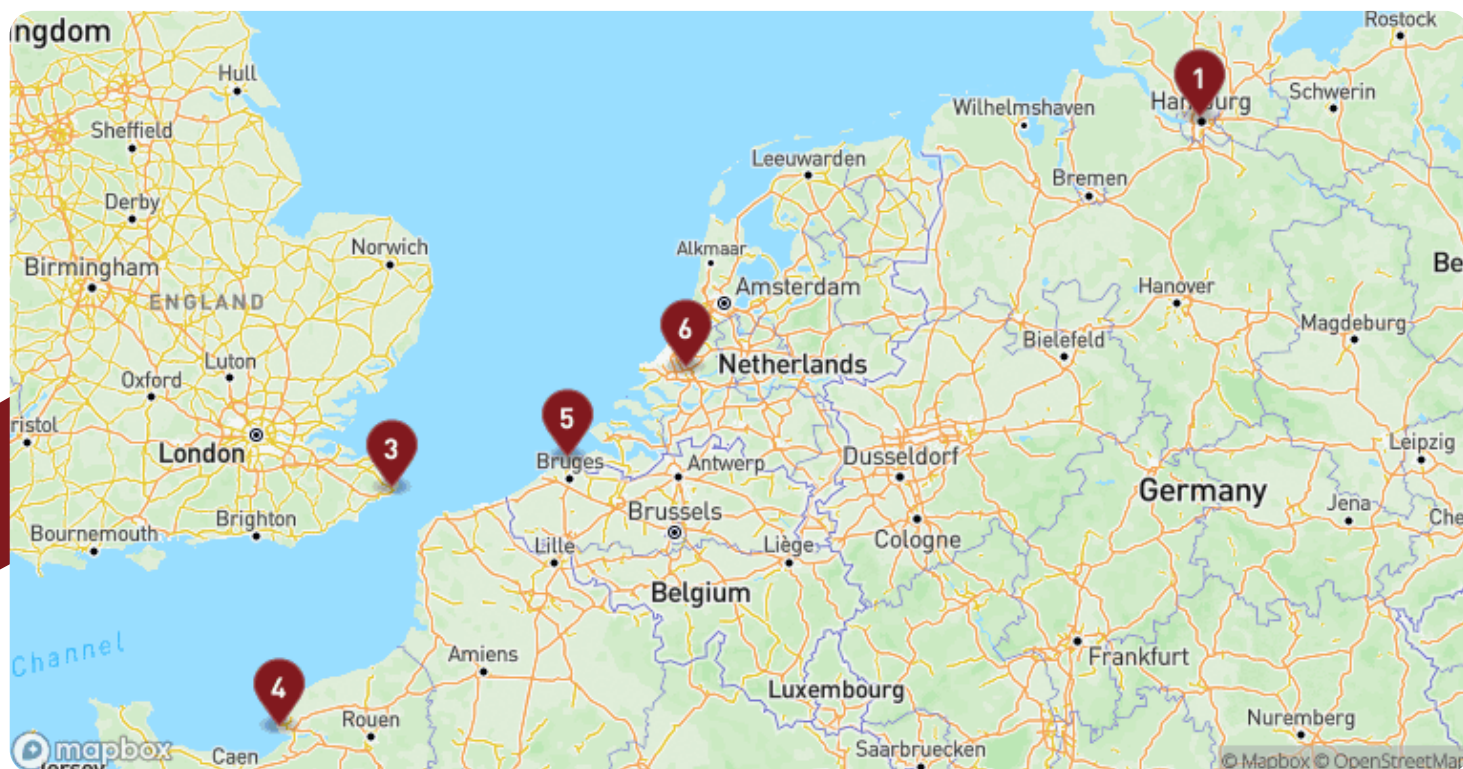 ngdom
Rostock
Hull
1
Hamburg
Schwerin
Wilhelmshaven
Sheffield
Leeuwarden
Bremen
Derby
Norwich
Alkmaar
Birmingham
ENGLAND
Amsterdam
Hanover
Be
6
Magdeburg
Bielefeld
Luton
Netherlands
Oxford
5
ristol
3
London
Bruges
Antwerp
Dusseldorf
Leipzig
Germany
Brighton
Brussels
Jena
Bournemouth
Lille
Liège
Cologne
Che
Belgium
Channel
Amiens
Frankfurt
4
Luxembourg
Rouen
Nuremberg
mapbox
Caen
Saarbruecken
© Mapbox © OpenStreetMap